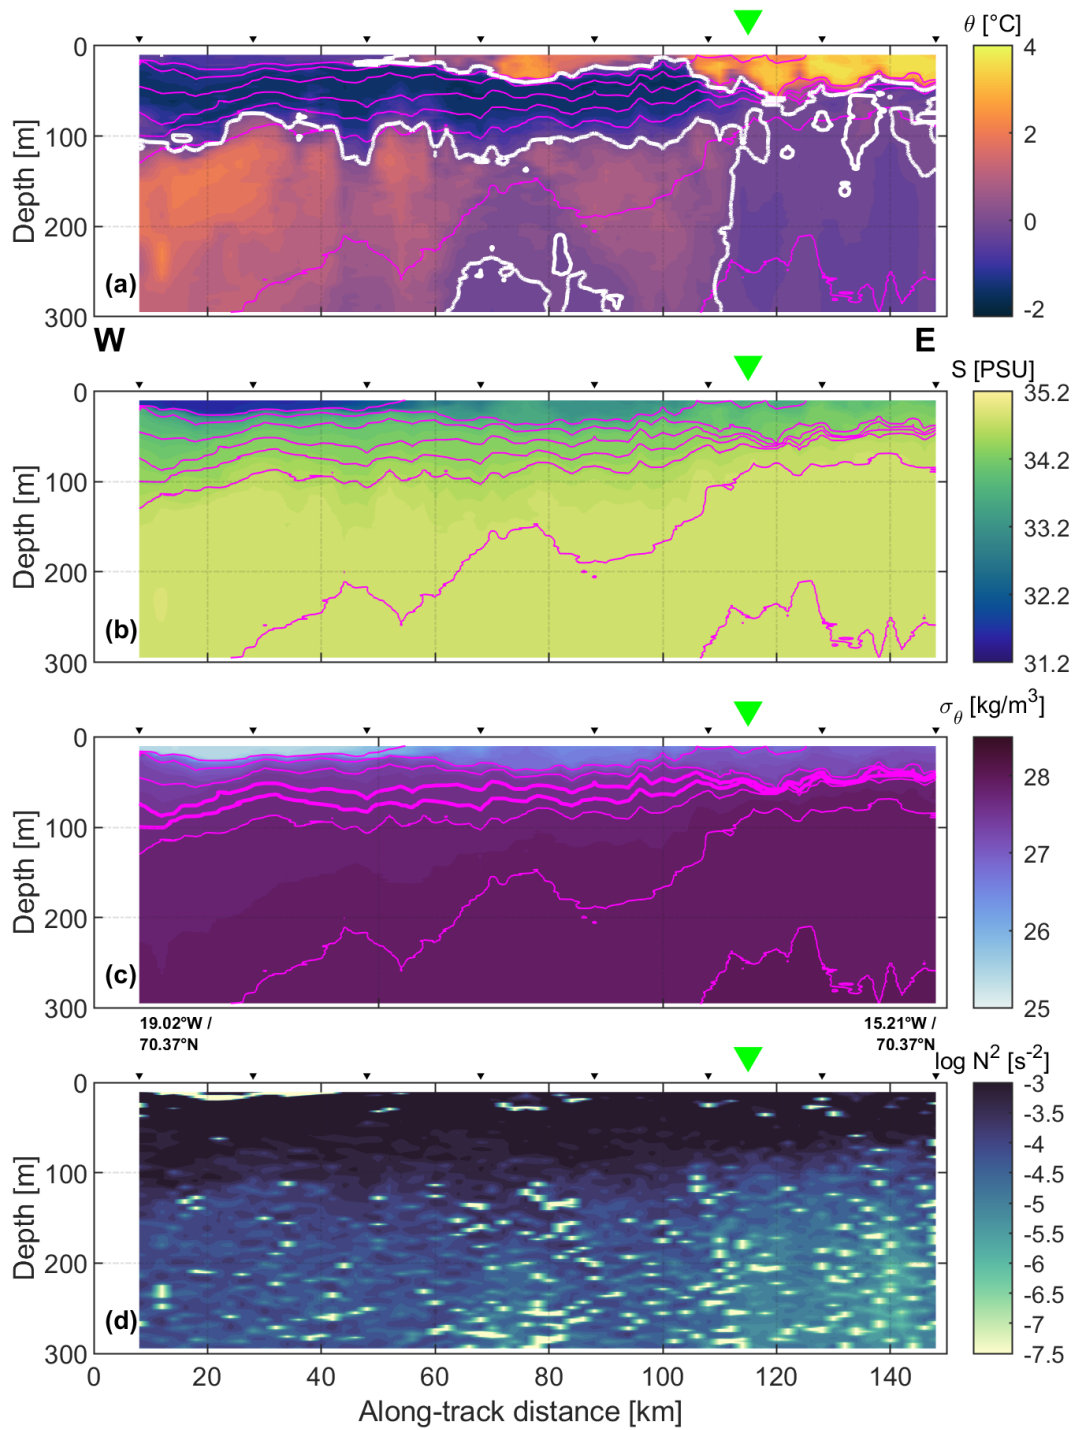 θ [°C]
0
100
200
300
Depth [m]
(a)
4
2
0
-2
W
E
S [PSU]
0
100
200
300
Depth [m]
(b)
35.2
34.2
33.2
32.2
31.2
σθ [kg/m³]
0
100
200
300
Depth [m]
(c)
28
27
26
25
19.02°W /
70.37°N
15.21°W /
70.37°N
log N² [s⁻²]
0
100
200
300
Depth [m]
(d)
-3
-3.5
-4
-4.5
-5
-5.5
-6
-6.5
-7
-7.5
0 20 40 60 80 100 120 140
Along-track distance [km]